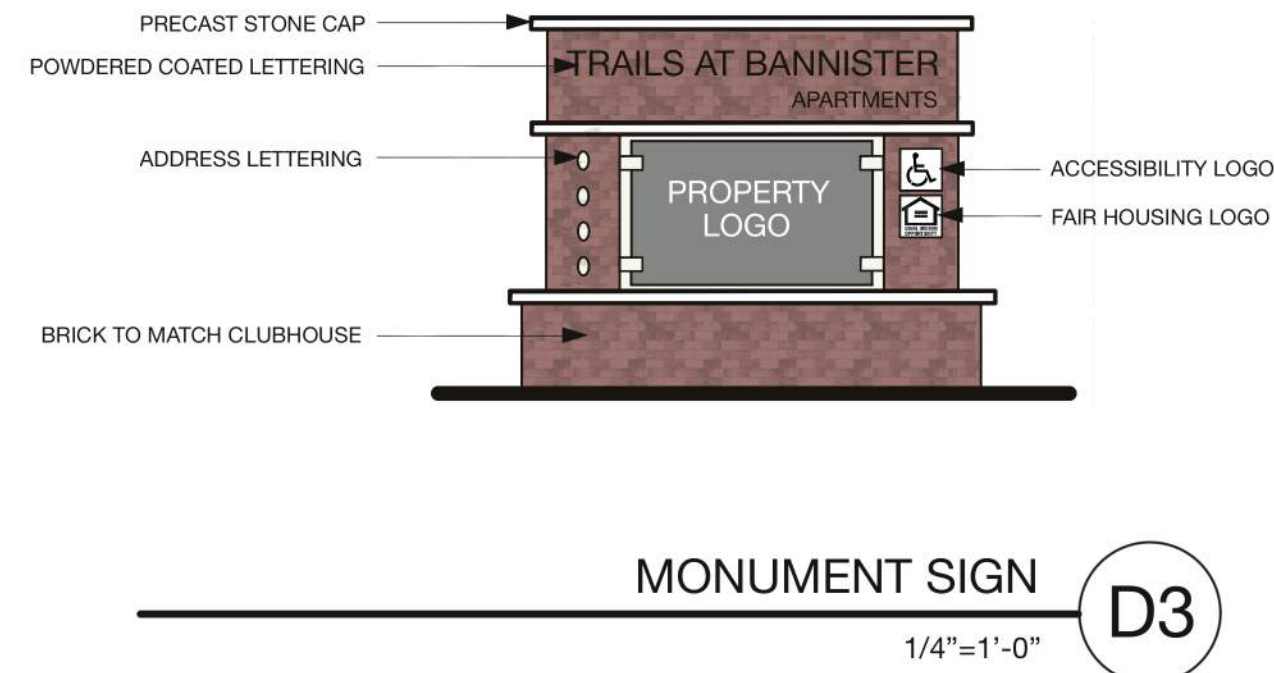 PRECAST STONE CAP
POWDERED COATED LETTERING
TRAILS AT BANNISTER
APARTMENTS
ADDRESS LETTERING
PROPERTY
LOGO
ACCESSIBILITY LOGO
FAIR HOUSING LOGO
BRICK TO MATCH CLUBHOUSE
MONUMENT SIGN
D3
1/4”=1’-0”